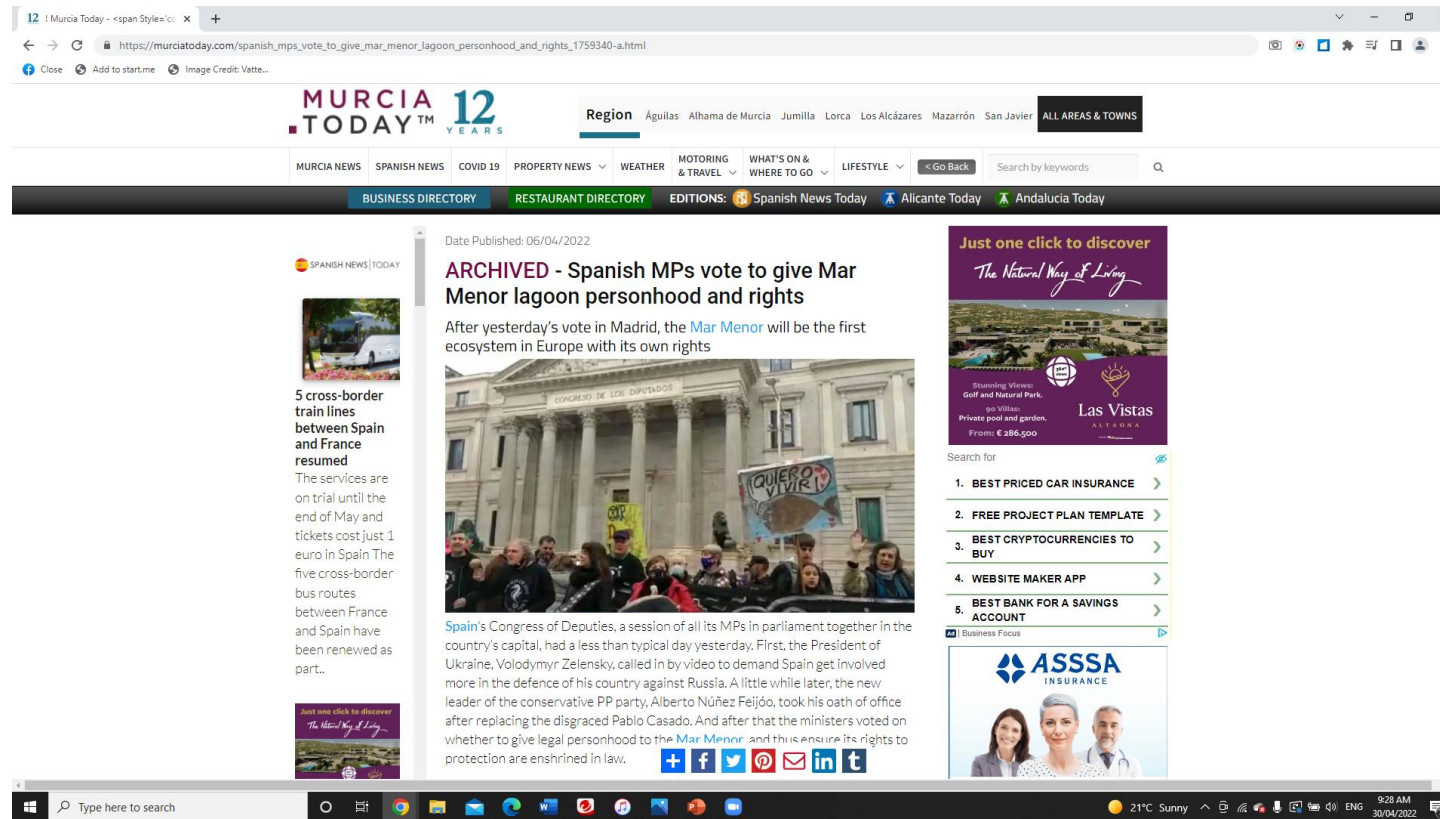 12 ! Murcia Today - <span Style='co
https://murciatoday.com/spanish_mps_vote_to_give_mar_menor_lagoon_personhood_and_rights_1759340-a.html
Close Add to start.me Image Credit: Vatte...
MURCIA TODAY™ 12 YEARS
Region Águilas Alhama de Murcia Jumilla Lorca Los Alcázares Mazarrón San Javier ALL AREAS & TOWNS
MURCIA NEWS SPANISH NEWS COVID 19 PROPERTY NEWS WEATHER MOTORING & TRAVEL WHAT'S ON & WHERE TO GO LIFESTYLE < Go Back Search by keywords
BUSINESS DIRECTORY RESTAURANT DIRECTORY EDITIONS: Spanish News Today Alicante Today Andalucia Today
SPANISH NEWS TODAY
5 cross-border
train lines
between Spain
and France
resumed
The services are
on trial until the
end of May and
tickets cost just 1
euro in Spain The
five cross-border
bus routes
between France
and Spain have
been renewed as
part..
Just one click to discover
The Natural Way of Living
Date Published: 06/04/2022
ARCHIVED - Spanish MPs vote to give Mar
Menor lagoon personhood and rights
After yesterday's vote in Madrid, the Mar Menor will be the first
ecosystem in Europe with its own rights
CONGRESO DE LOS DIPUTADOS
¡QUIERO
VIVIR!
Spain's Congress of Deputies, a session of all its MPs in parliament together in the
country's capital, had a less than typical day yesterday. First, the President of
Ukraine, Volodymyr Zelensky, called in by video to demand Spain get involved
more in the defence of his country against Russia. A little while later, the new
leader of the conservative PP party, Alberto Núñez Feijóo, took his oath of office
after replacing the disgraced Pablo Casado. And after that the ministers voted on
whether to give legal personhood to the Mar Menor, and thus ensure its rights to
protection are enshrined in law.
Just one click to discover
The Natural Way of Living
360º
Stunning Views:
Golf and Natural Park.
90 Villas:
Private pool and garden.
From: € 286.500
Las Vistas
ALTAONA
Search for
1. BEST PRICED CAR INSURANCE
2. FREE PROJECT PLAN TEMPLATE
3. BEST CRYPTOCURRENCIES TO
BUY
4. WEBSITE MAKER APP
5. BEST BANK FOR A SAVINGS
ACCOUNT
Ad | Business Focus
ASSSA
INSURANCE
Type here to search
21°C Sunny ENG 9:28 AM
30/04/2022